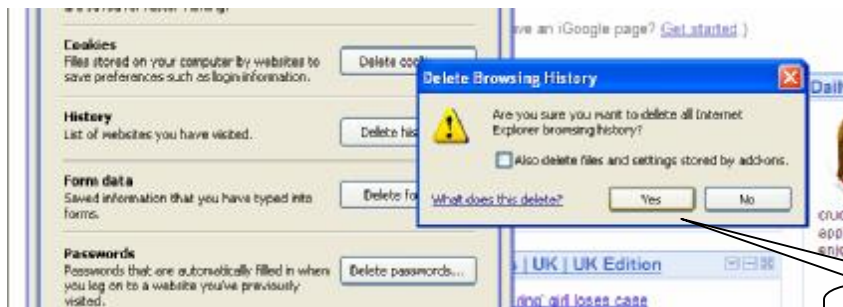 Cookies
Files stored on your computer by websites to
save preferences such as login information.
Delete
History
List of websites you have visited.
Delete
Form data
Saved information that you have typed into
forms.
Delete
Passwords
Passwords that are automatically filled in when
you log on to a website you've previously
visited.
Delete passwords...
an iGoogle page? Get started )
Delete Browsing History
Are you sure you want to delete all Internet
Explorer browsing history?
Also delete files and settings stored by add-ons.
What does this delete?
Yes
No
| UK | UK Edition
girl loses case